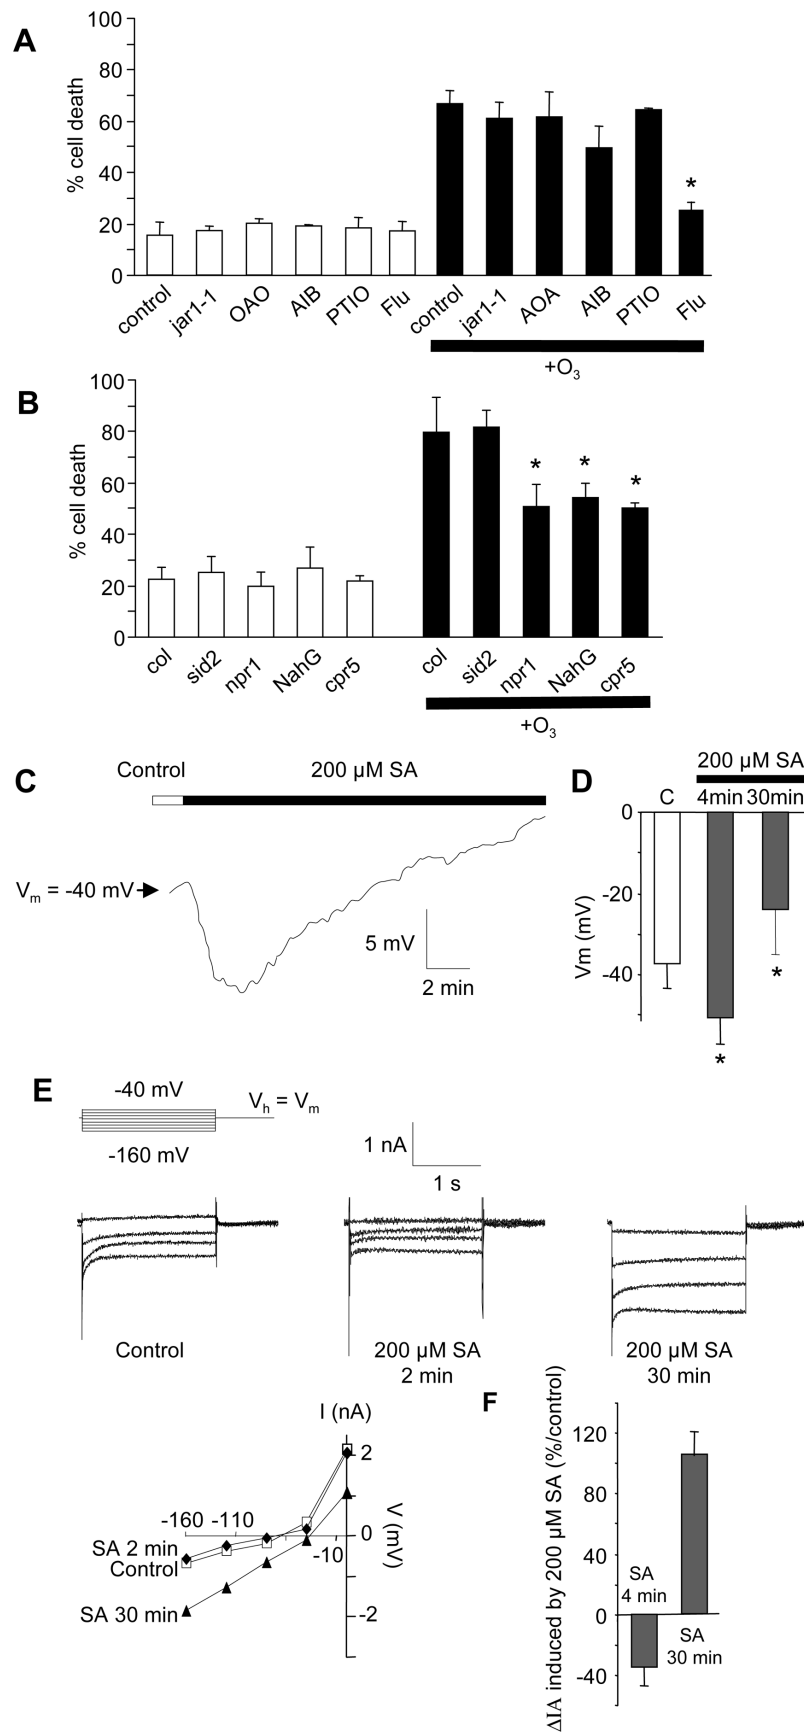 A
% cell death
100
80
60
40
20
0
control
jar1-1
OAO
AIB
PTIO
Flu
control
jar1-1
AOA
AIB
PTIO
Flu
*
+O3
B
% cell death
100
80
60
40
20
0
col
sid2
npr1
NahG
cpr5
col
sid2
npr1
NahG
cpr5
* * *
+O3
C
Control 200 µM SA
Vm = -40 mV
5 mV
2 min
D
200 µM SA
C 4min 30min
Vm (mV)
0
-20
-40
*
*
E
-40 mV
Vh = Vm
-160 mV
1 nA
1 s
Control
200 µM SA
2 min
200 µM SA
30 min
I (nA)
2
0
-2
V (mV)
-160 -110
-10
SA 2 min
Control
SA 30 min
F
ΔIA induced by 200 µM SA (%/control)
120
80
40
0
-40
SA
4 min
SA
30 min